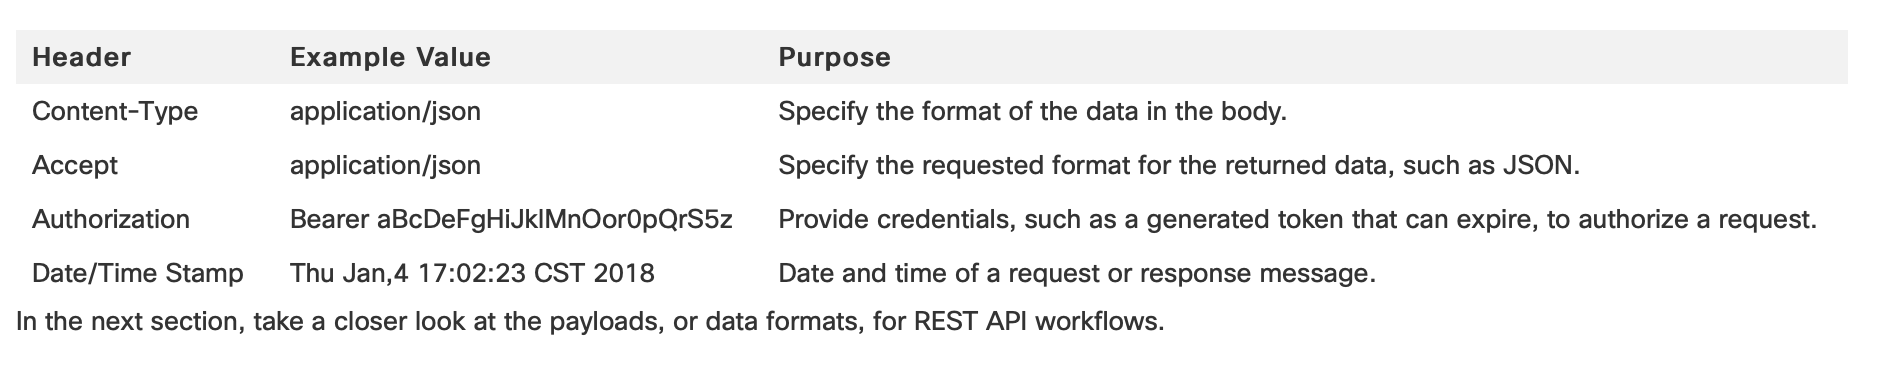 Header Example Value Purpose
Content-Type application/json Specify the format of the data in the body.
Accept application/json Specify the requested format for the returned data, such as JSON.
Authorization Bearer aBcDeFgHiJklMnOor0pQrS5z Provide credentials, such as a generated token that can expire, to authorize a request.
Date/Time Stamp Thu Jan,4 17:02:23 CST 2018 Date and time of a request or response message.
In the next section, take a closer look at the payloads, or data formats, for REST API workflows.